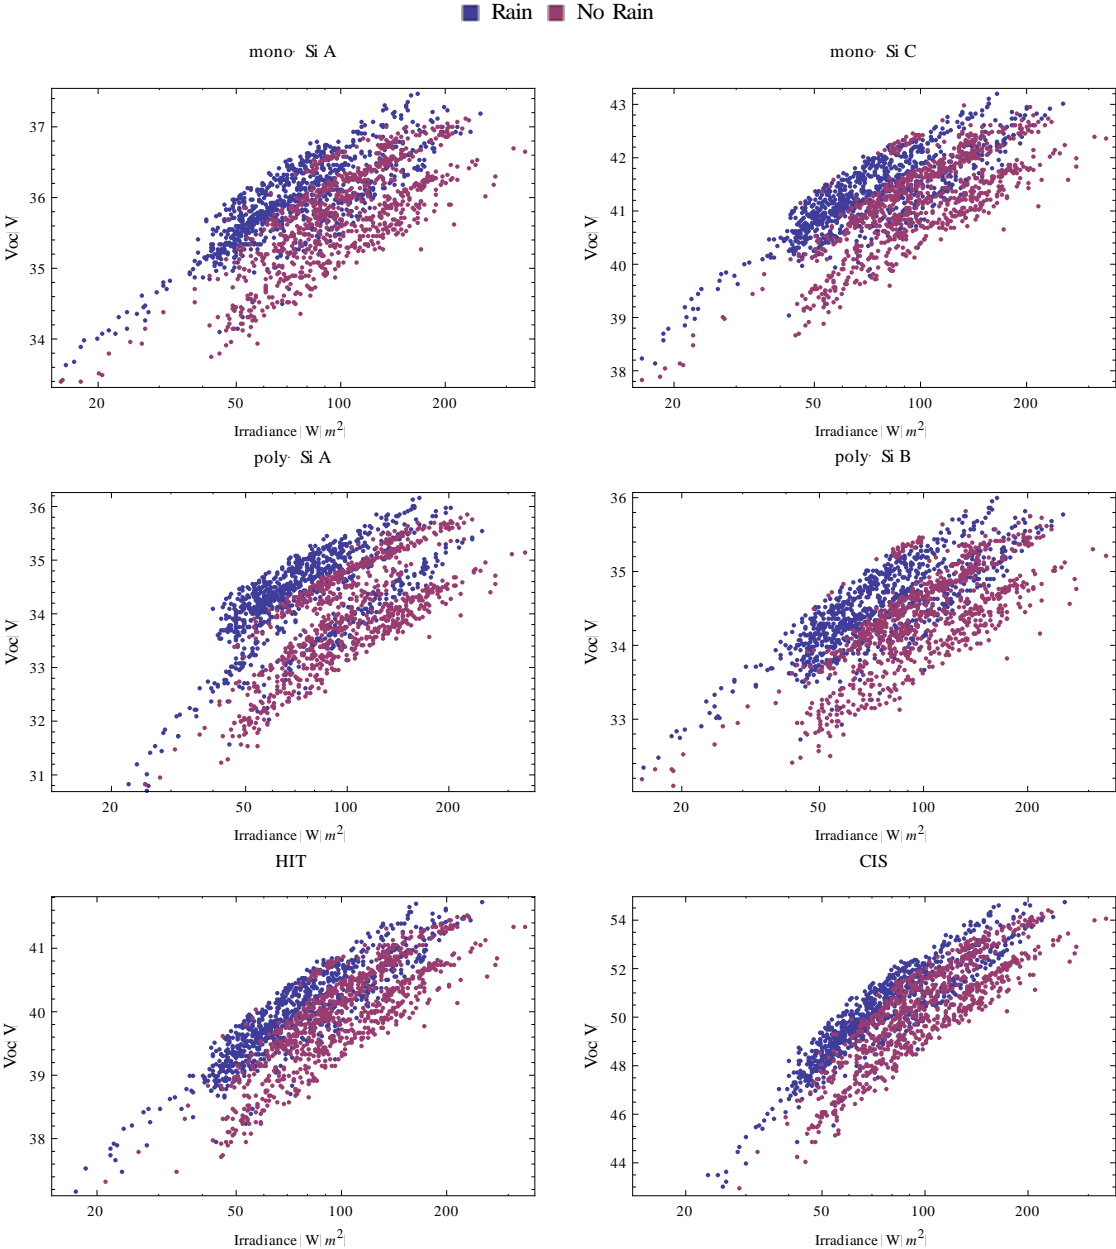 Rain No Rain
mono- Si A
mono- Si C
37
36
35
34
Voc V
20 50 100 200
Irradiance W m²
43
42
41
40
39
38
Voc V
20 50 100 200
Irradiance W m²
poly- Si A
poly- Si B
36
35
34
33
32
31
Voc V
20 50 100 200
Irradiance W m²
36
35
34
33
Voc V
20 50 100 200
Irradiance W m²
HIT
CIS
41
40
39
38
Voc V
20 50 100 200
Irradiance W m²
54
52
50
48
46
44
Voc V
20 50 100 200
Irradiance W m²